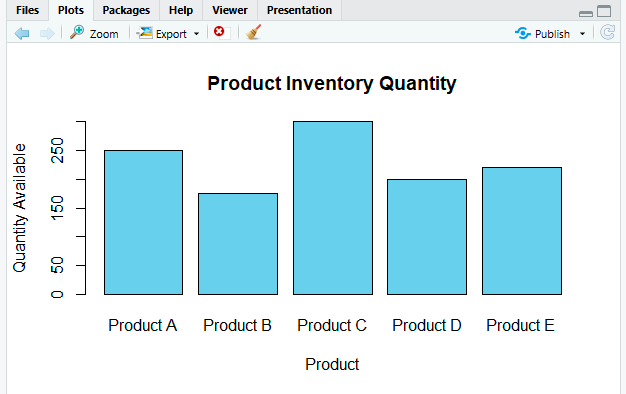 Files Plots Packages Help Viewer Presentation
Zoom Export Publish
Product Inventory Quantity
Quantity Available
250
150
50
0
Product A Product B Product C Product D Product E
Product